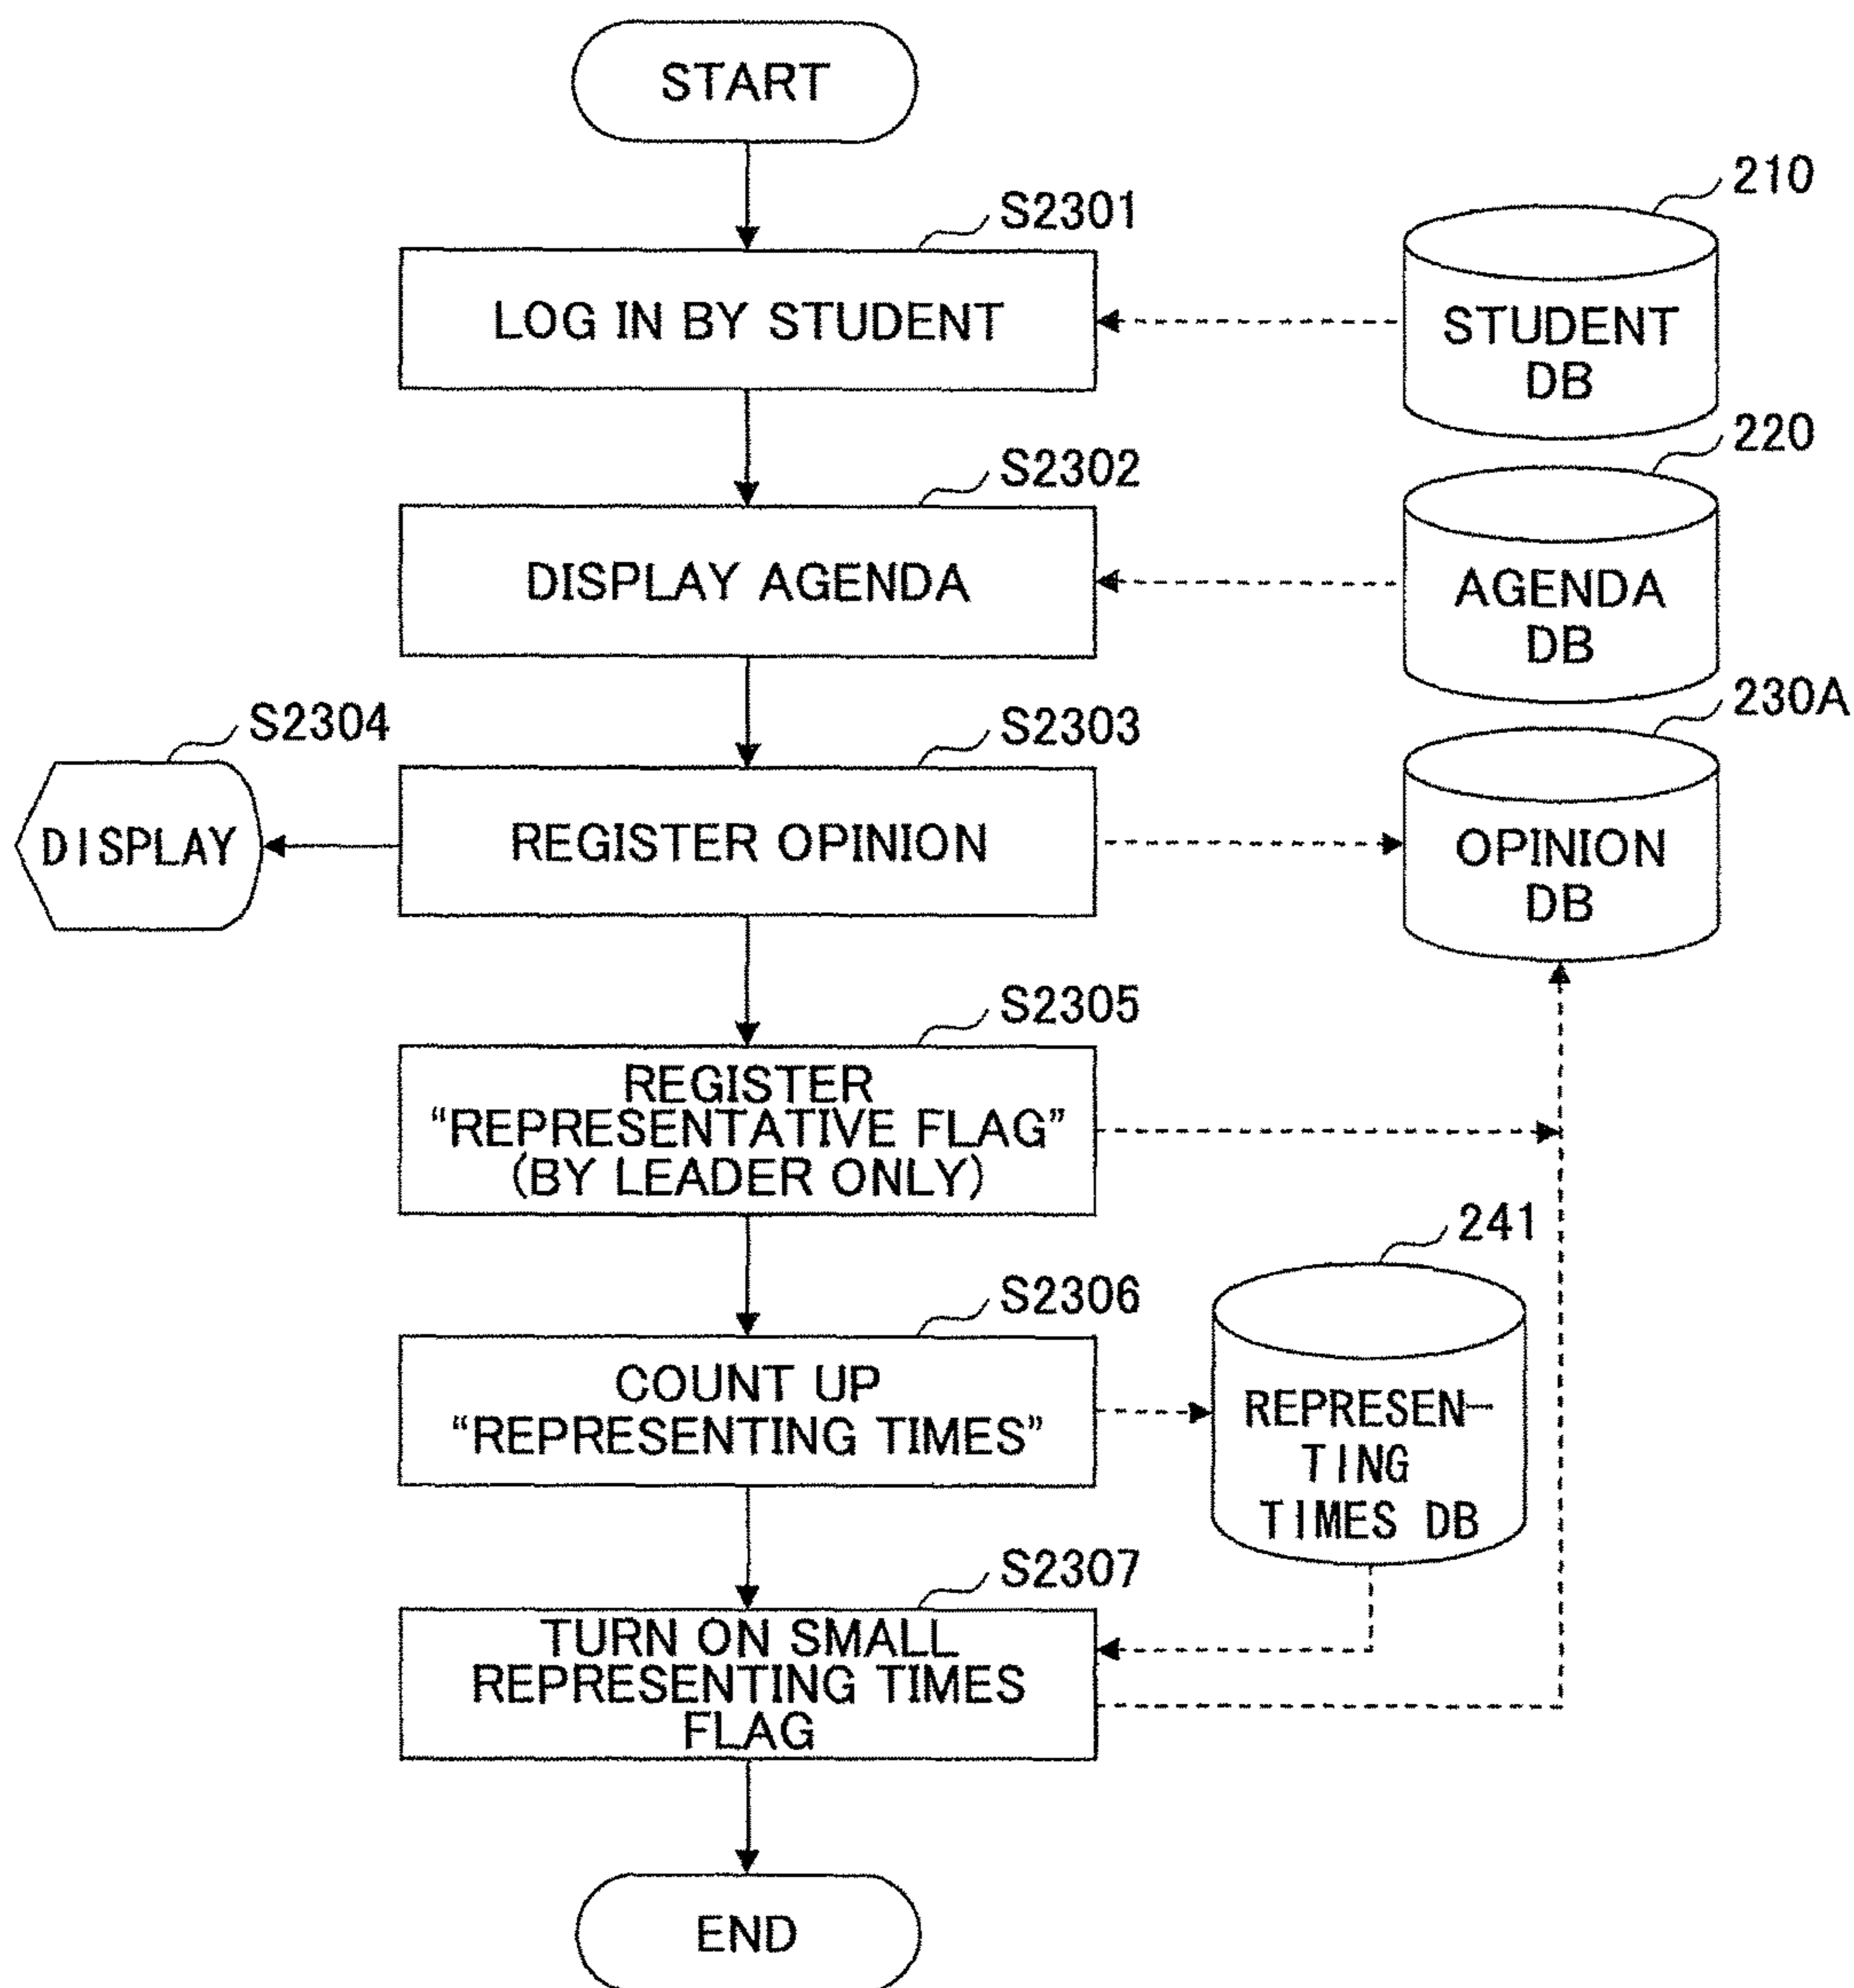 START
S2301
210
LOG IN BY STUDENT
STUDENT
DB
S2302
220
DISPLAY AGENDA
AGENDA
DB
S2304
S2303
230A
DISPLAY
REGISTER OPINION
OPINION
DB
S2305
REGISTER
“REPRESENTATIVE FLAG”
(BY LEADER ONLY)
241
S2306
COUNT UP
“REPRESENTING TIMES”
REPRESEN-
TING
TIMES DB
S2307
TURN ON SMALL
REPRESENTING TIMES
FLAG
END